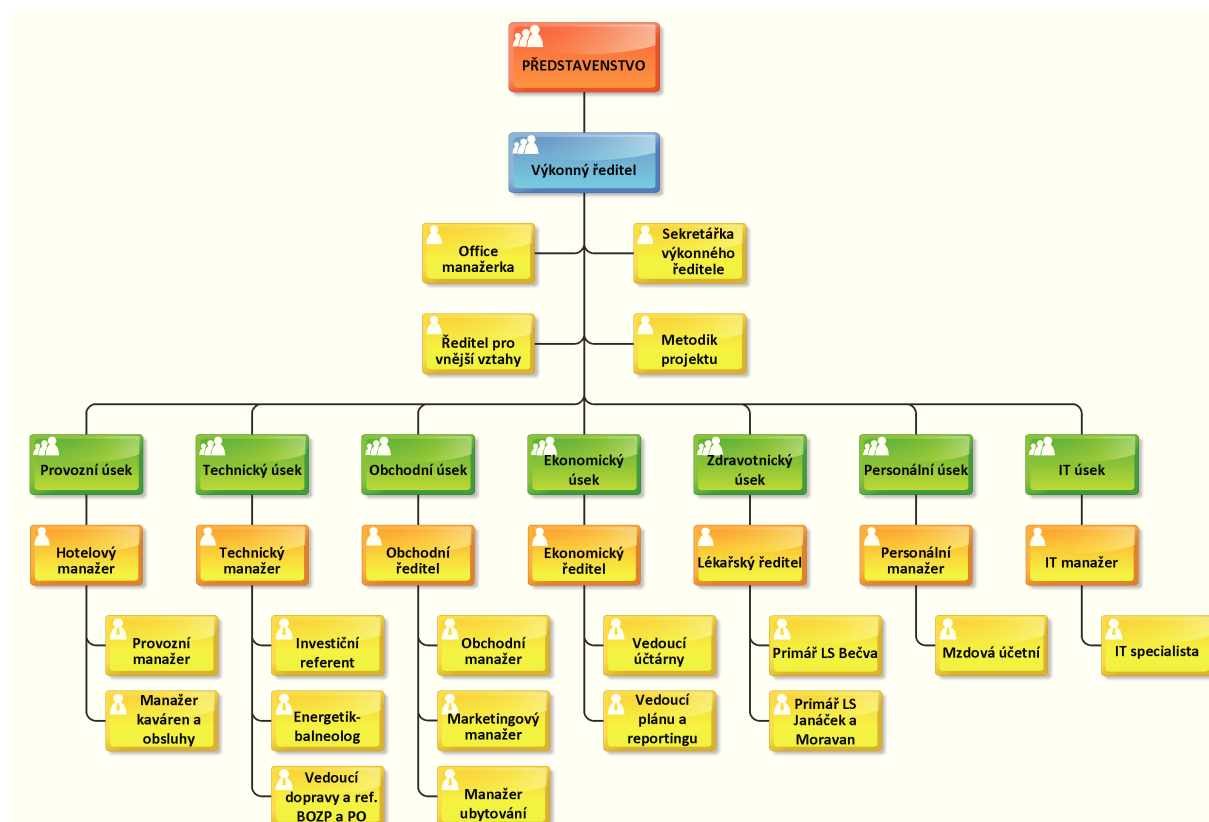 PŘEDSTAVENSTVO
Výkonný ředitel
Office
manažerka
Sekretářka
výkonného
ředitele
Ředitel pro
vnější vztahy
Metodik
projektu
Provozní úsek
Technický úsek
Obchodní úsek
Ekonomický
úsek
Zdravotnický
úsek
Personální úsek
IT úsek
Hotelový
manažer
Technický
manažer
Obchodní
ředitel
Ekonomický
ředitel
Lékařský ředitel
Personální
manažer
IT manažer
Provozní
manažer
Investiční
referent
Obchodní
manažer
Vedoucí
účtárny
Primář LS Bečva
Mzdová účetní
IT specialista
Manažer
kaváren a
obsluhy
Energetik-
balneolog
Marketingový
manažer
Vedoucí
plánu a
reportingu
Primář LS
Janáček a
Moravan
Vedoucí
dopravy a ref.
BOZP a PO
Manažer
ubytování